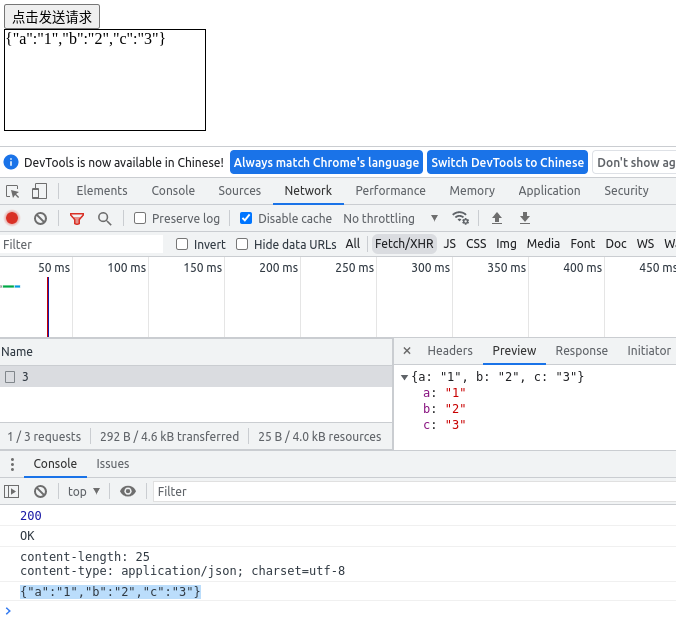 点击发送请求
{"a":"1","b":"2","c":"3"}
DevTools is now available in Chinese! Always match Chrome's language Switch DevTools to Chinese Don't show ag
Elements Console Sources Network Performance Memory Application Security
Preserve log Disable cache No throttling
Filter Invert Hide data URLs All Fetch/XHR JS CSS Img Media Font Doc WS Wa
50 ms 100 ms 150 ms 200 ms 250 ms 300 ms 350 ms 400 ms 450 ms
Name
3
1 / 3 requests 292 B / 4.6 kB transferred 25 B / 4.0 kB resources
× Headers Preview Response Initiator
{a: "1", b: "2", c: "3"}
a: "1"
b: "2"
c: "3"
Console Issues
top Filter
200
OK
content-length: 25
content-type: application/json; charset=utf-8
{"a":"1","b":"2","c":"3"}